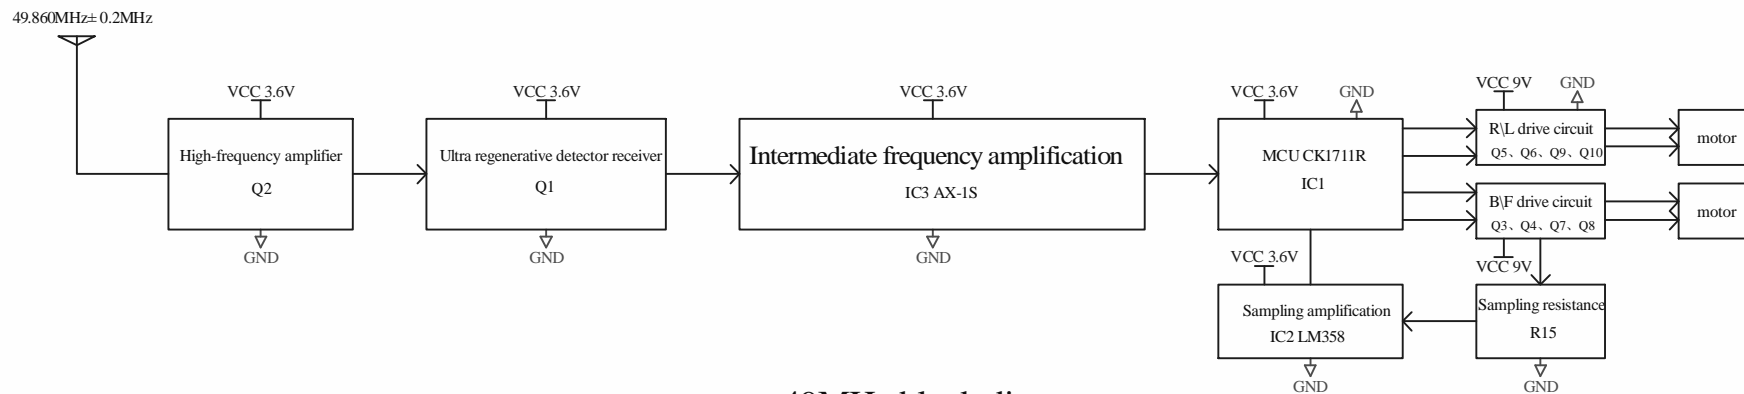 49.860MHz±0.2MHz
VCC 3.6V
High-frequency amplifier
Q2
GND
VCC 3.6V
Ultra regenerative detector receiver
Q1
GND
VCC 3.6V
Intermediate frequency amplification
IC3 AX-1S
GND
VCC 3.6V
GND
MCU CK1711R
IC1
VCC 9V
GND
R\L drive circuit
Q5、Q6、Q9、Q10
motor
B\F drive circuit
Q3、Q4、Q7、Q8
motor
VCC 9V
VCC 3.6V
Sampling amplification
IC2 LM358
GND
Sampling resistance
R15
GND